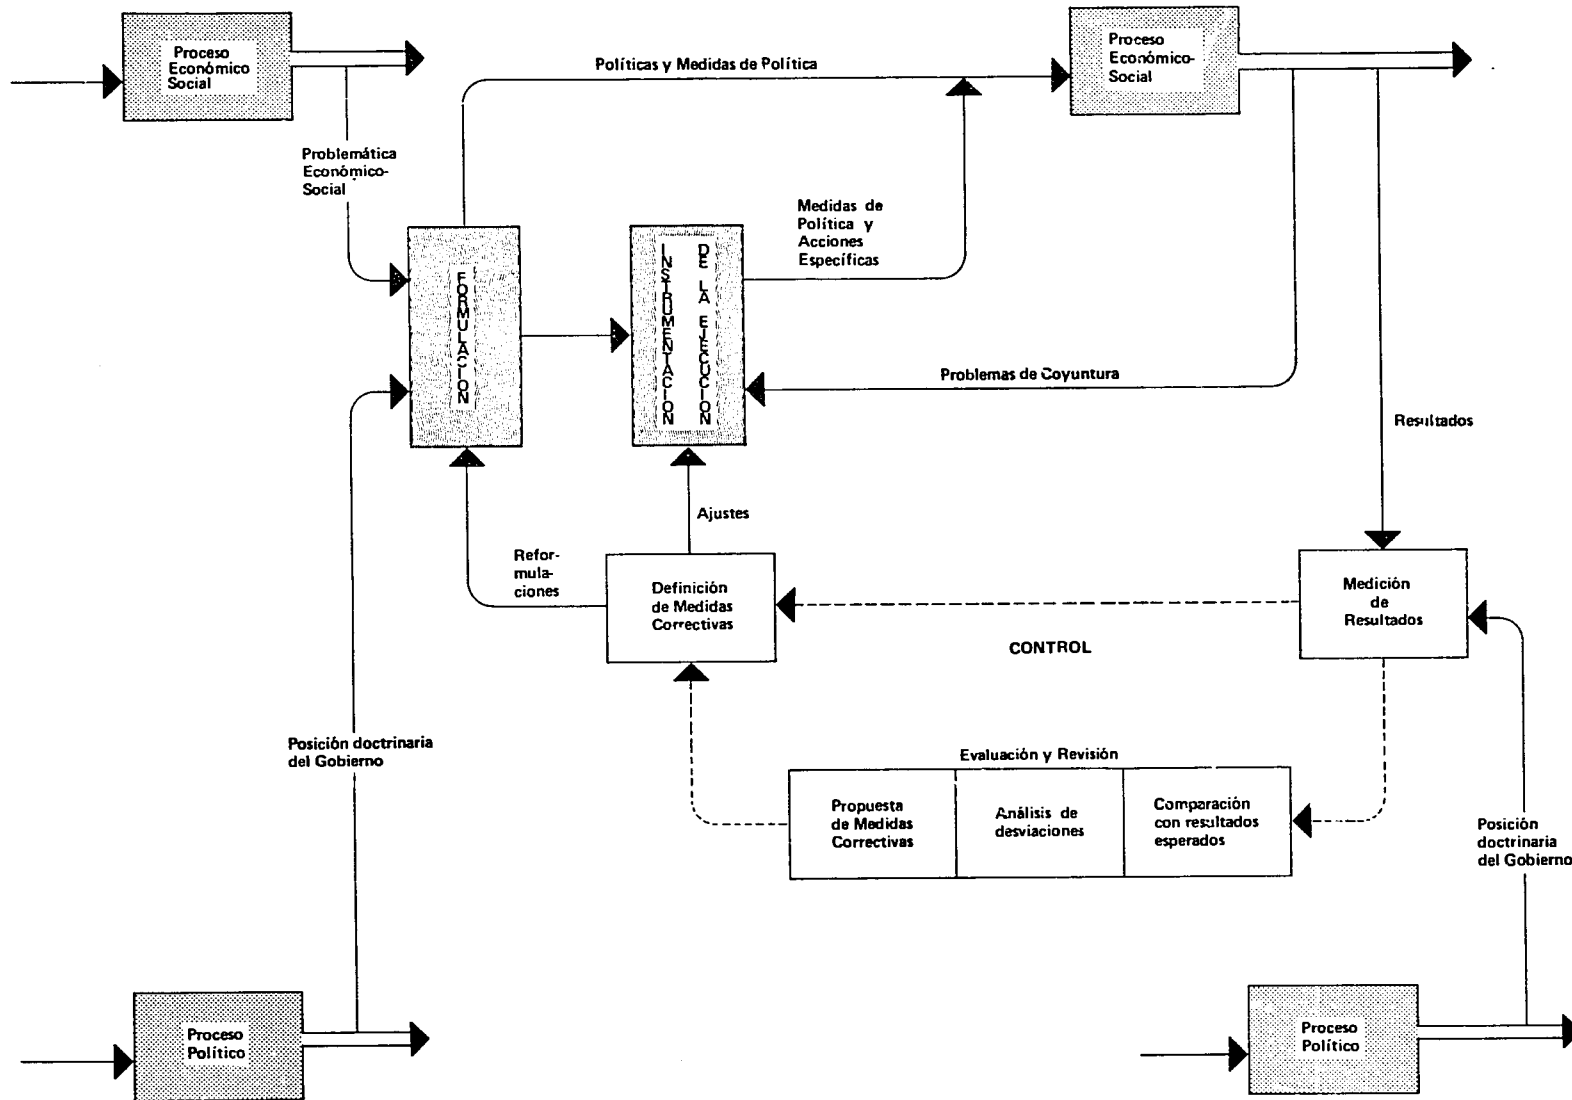 Proceso
Económico
Social
Políticas y Medidas de Política
Proceso
Económico-
Social
Problemática
Económico-
Social
Medidas de
Política y
Acciones
Específicas
FORMULACION
INSTRUMENTACION
DE LA EJECUCION
Problemas de Coyuntura
Resultados
Ajustes
Refor-
mula-
ciones
Definición
de Medidas
Correctivas
Medición
de
Resultados
CONTROL
Posición doctrinaria
del Gobierno
Evaluación y Revisión
Propuesta
de Medidas
Correctivas
Análisis de
desviaciones
Comparación
con resultados
esperados
Posición
doctrinaria
del Gobierno
Proceso
Político
Proceso
Político